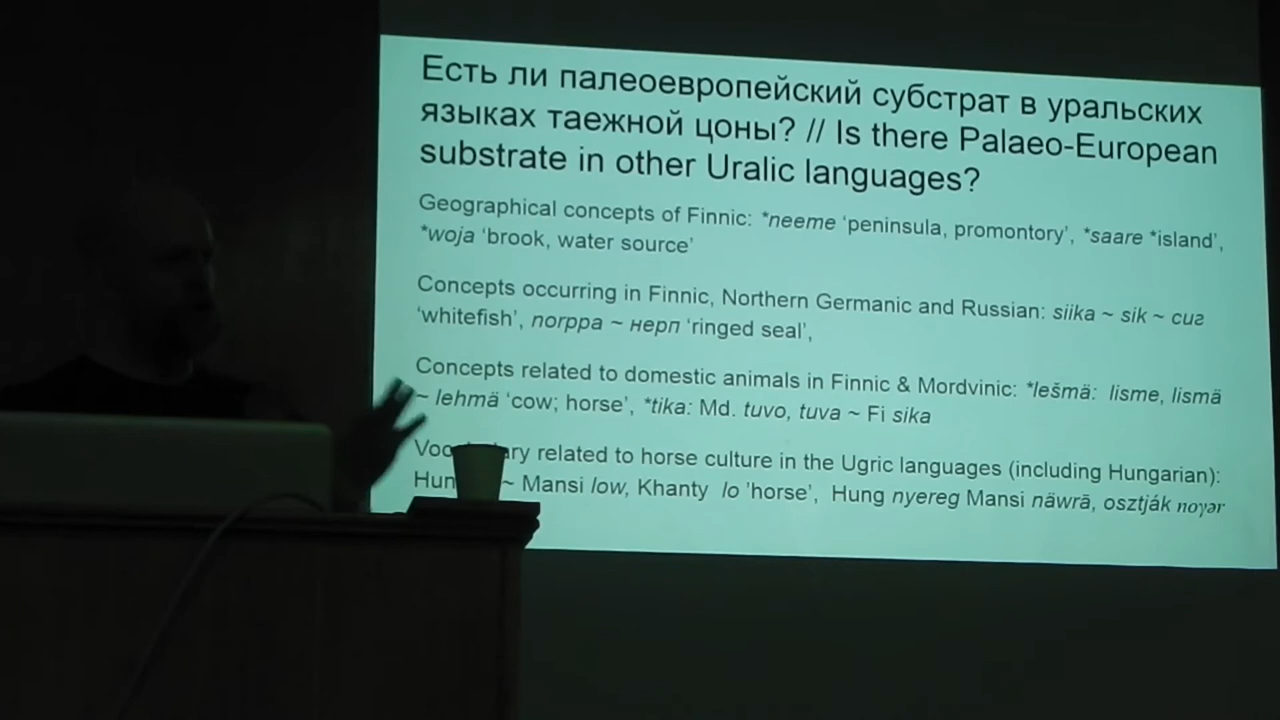 Есть ли палеоевропейский субстрат в уральских
языках таежной цоны? // Is there Palaeo-European
substrate in other Uralic languages?
Geographical concepts of Finnic: *neeme ‘peninsula, promontory’, *saare *island’,
*woja ‘brook, water source’
Concepts occurring in Finnic, Northern Germanic and Russian: siika ~ sik ~ сиг
‘whitefish’, norppa ~ нерп ‘ringed seal’,
Concepts related to domestic animals in Finnic & Mordvinic: *lešmä: lisme, lismä
~ lehmä ‘cow; horse’, *tika: Md. tuvo, tuva ~ Fi sika
related to horse culture in the Ugric languages (including Hungarian):
~ Mansi low, Khanty lo ’horse’, Hung nyereg Mansi näwrā, osztják noγər